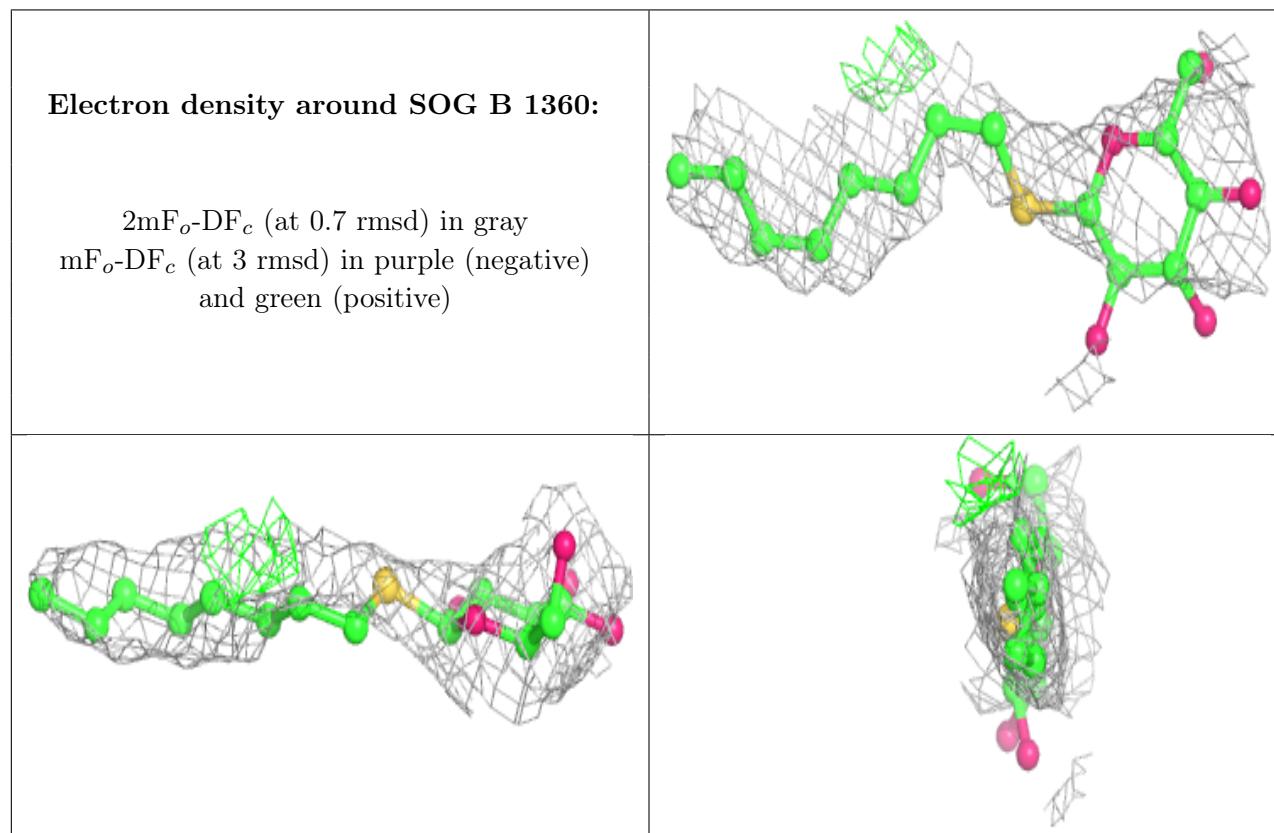 Electron density around SOG B 1360:
2mFo-DFc (at 0.7 rmsd) in gray
mFo-DFc (at 3 rmsd) in purple (negative)
and green (positive)